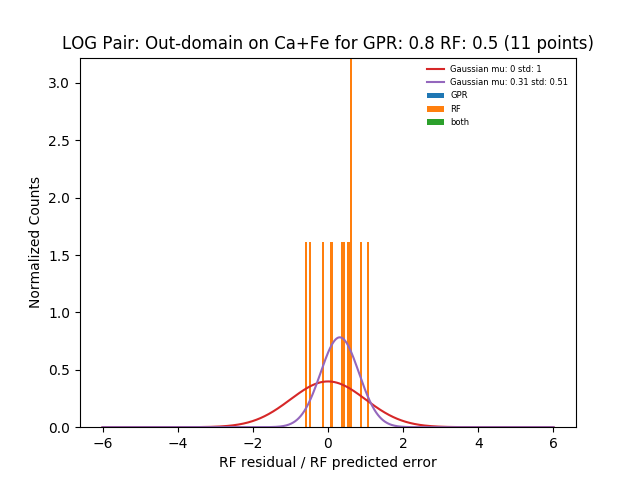 LOG Pair: Out-domain on Ca+Fe for GPR: 0.8 RF: 0.5 (11 points)
Gaussian mu: 0 std: 1
Gaussian mu: 0.31 std: 0.51
GPR
RF
both
Normalized Counts
3.0
2.5
2.0
1.5
1.0
0.5
0.0
−6 −4 −2 0 2 4 6
RF residual / RF predicted error